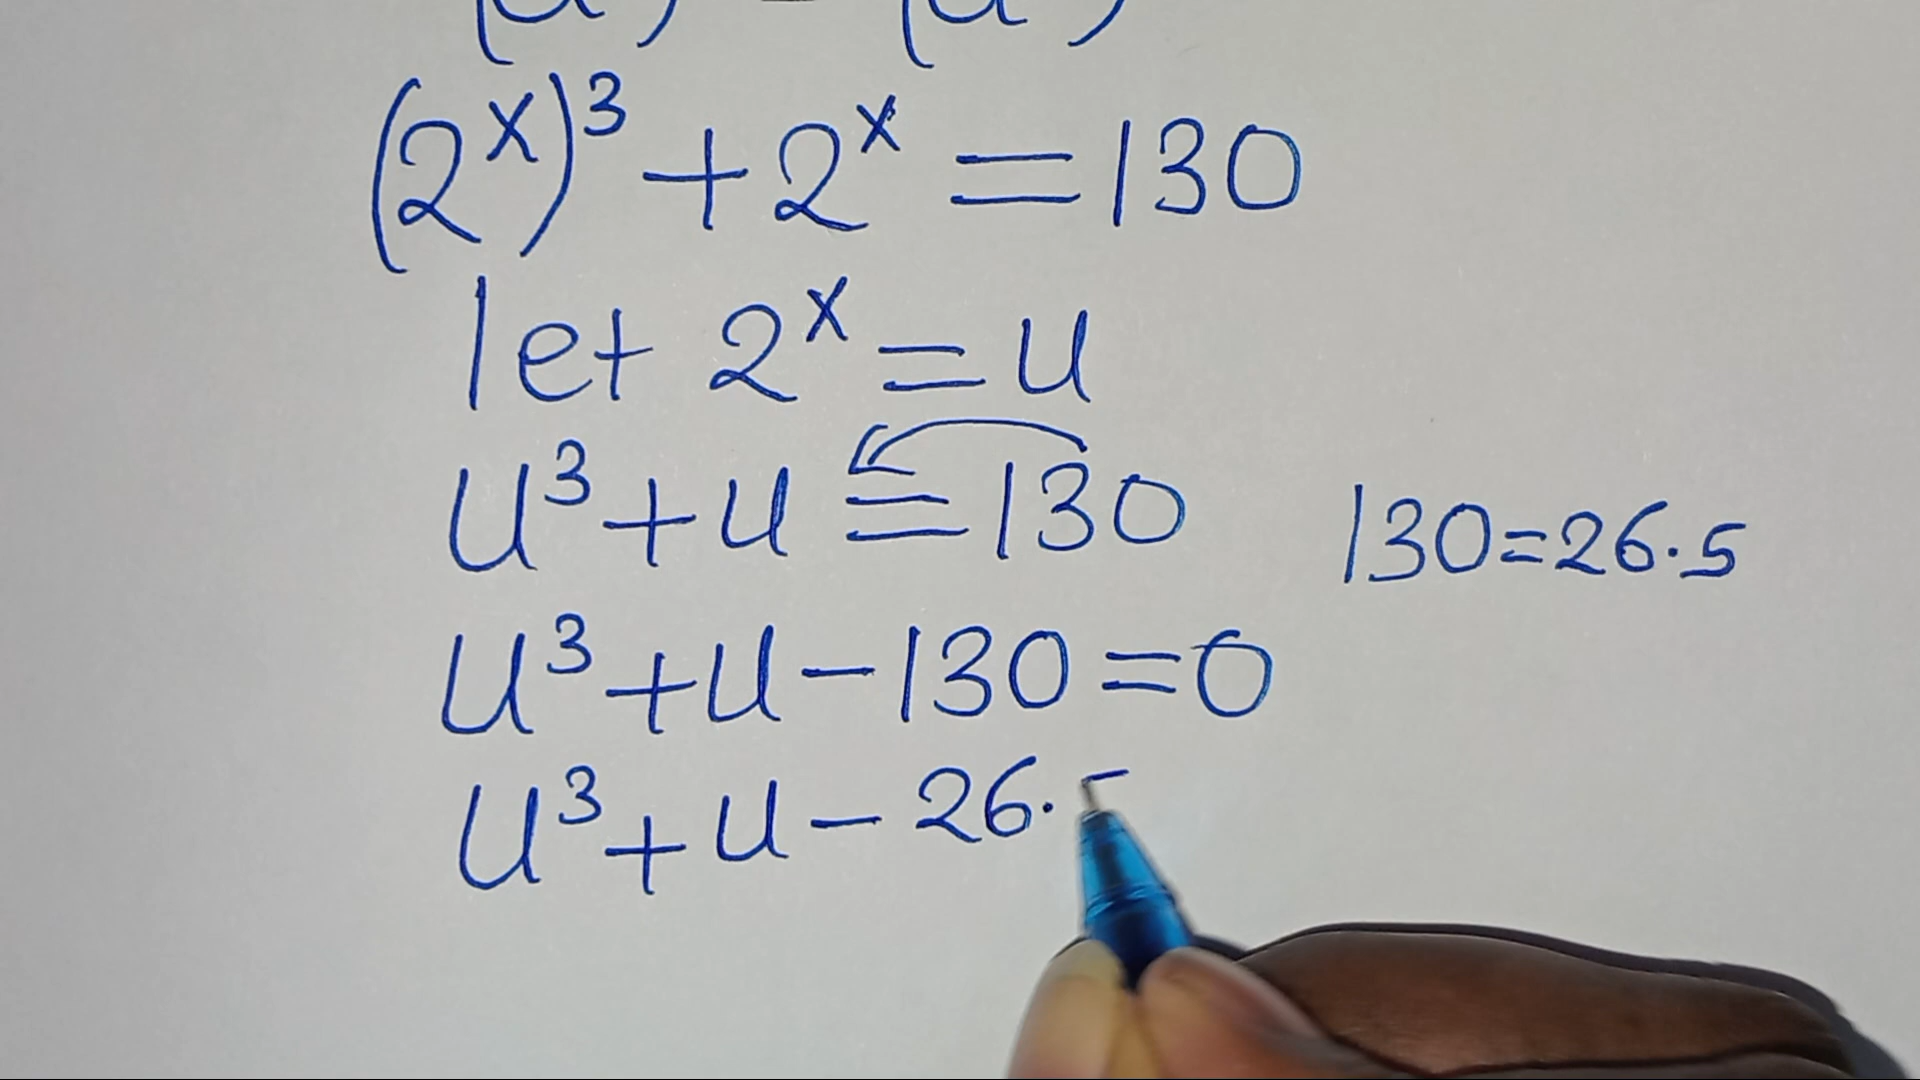 (2^x)^3 + 2^x = 130
let 2^x = u
u^3 + u = 130
130 = 26.5
u^3 + u - 130 = 0
u^3 + u - 26.